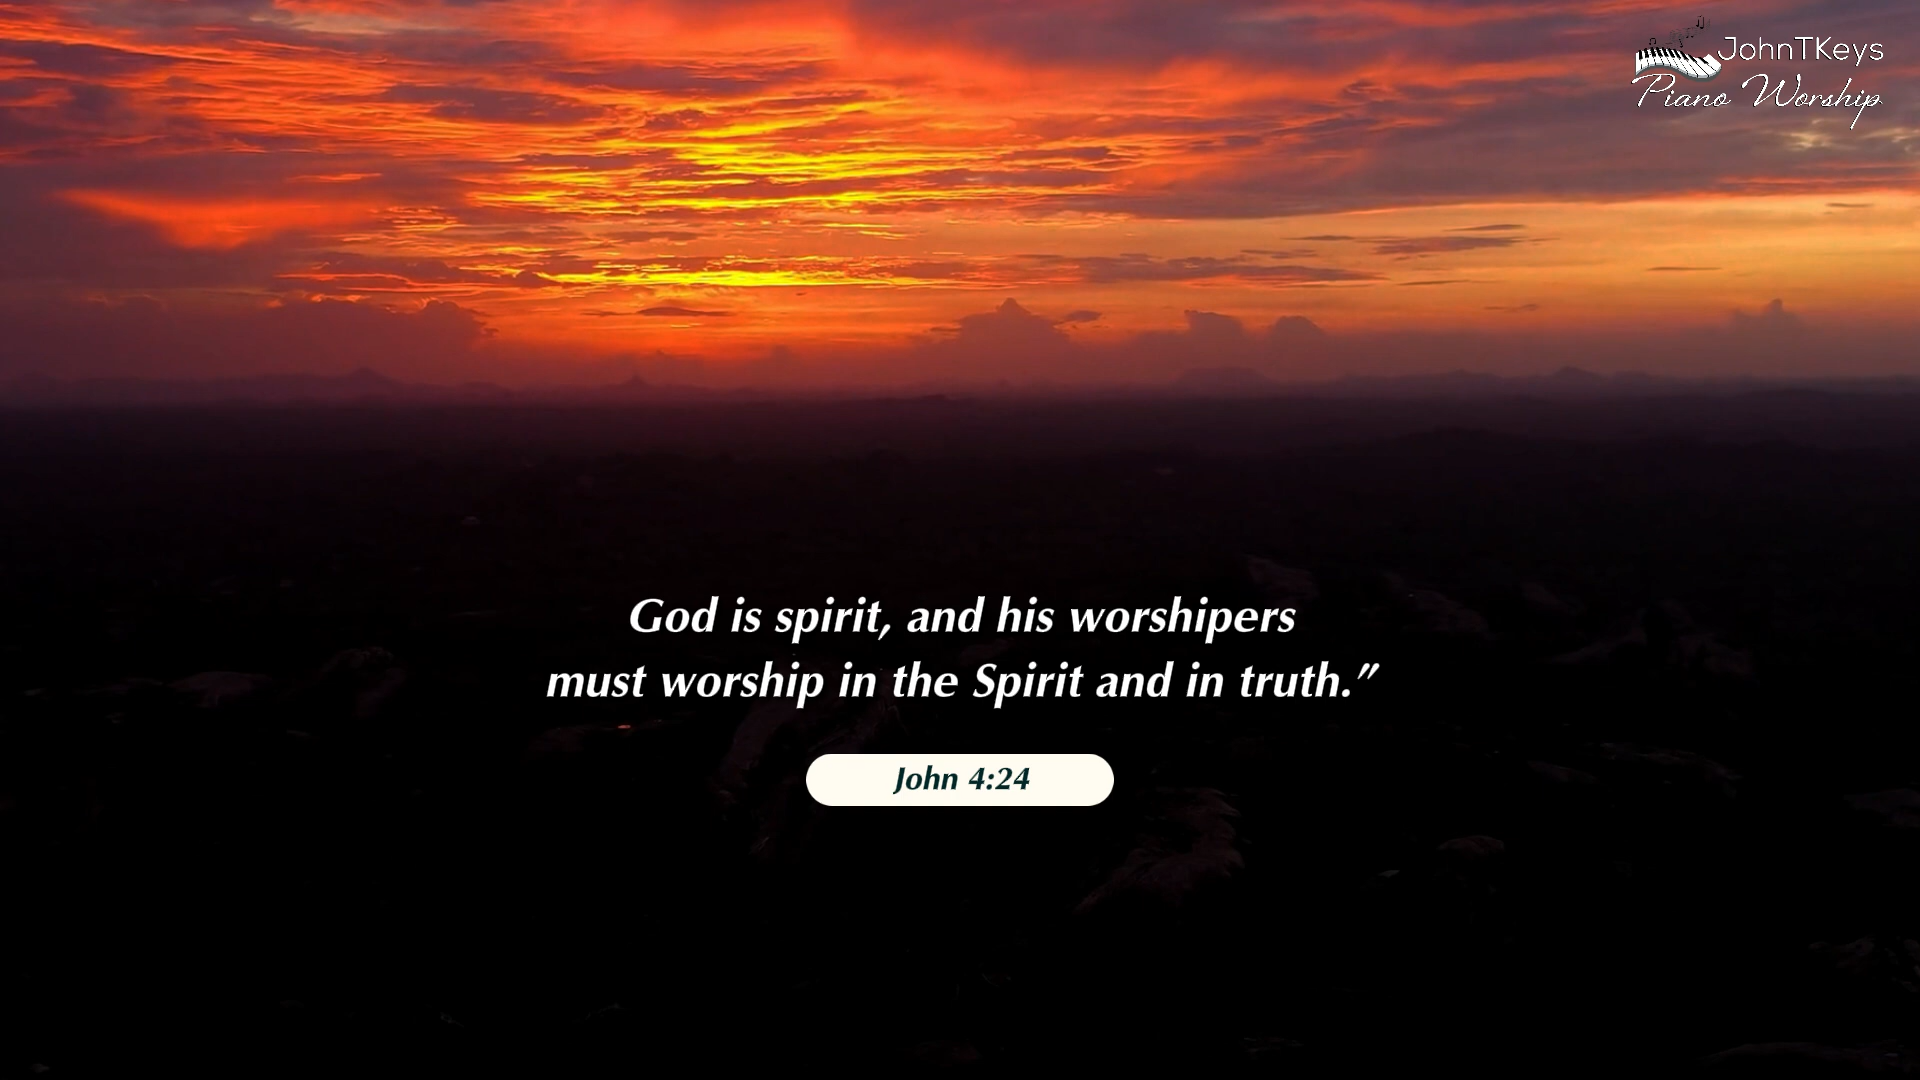 JohnTKeys
Piano Worship
God is spirit, and his worshipers
must worship in the Spirit and in truth.”
John 4:24